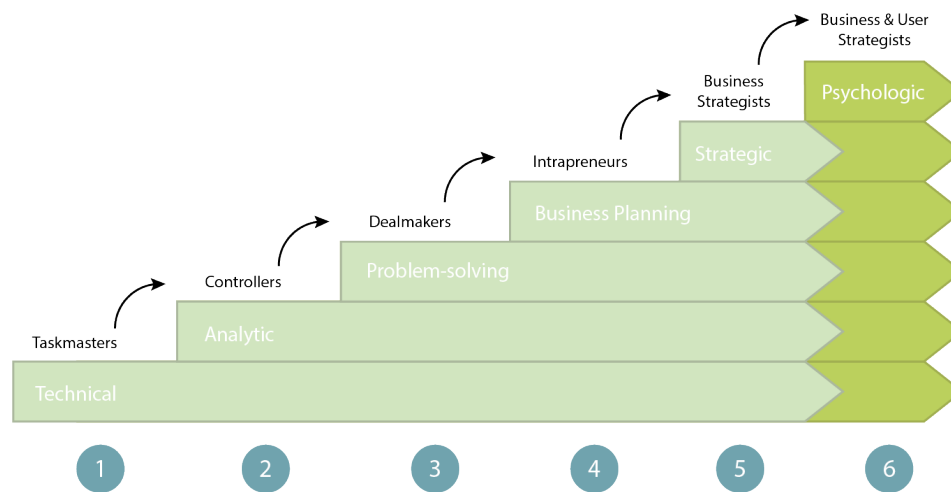 Business & User
Strategists
Psychologic
Business
Strategists
Strategic
Intrapreneurs
Business Planning
Dealmakers
Problem-solving
Controllers
Analytic
Taskmasters
Technical
1 2 3 4 5 6